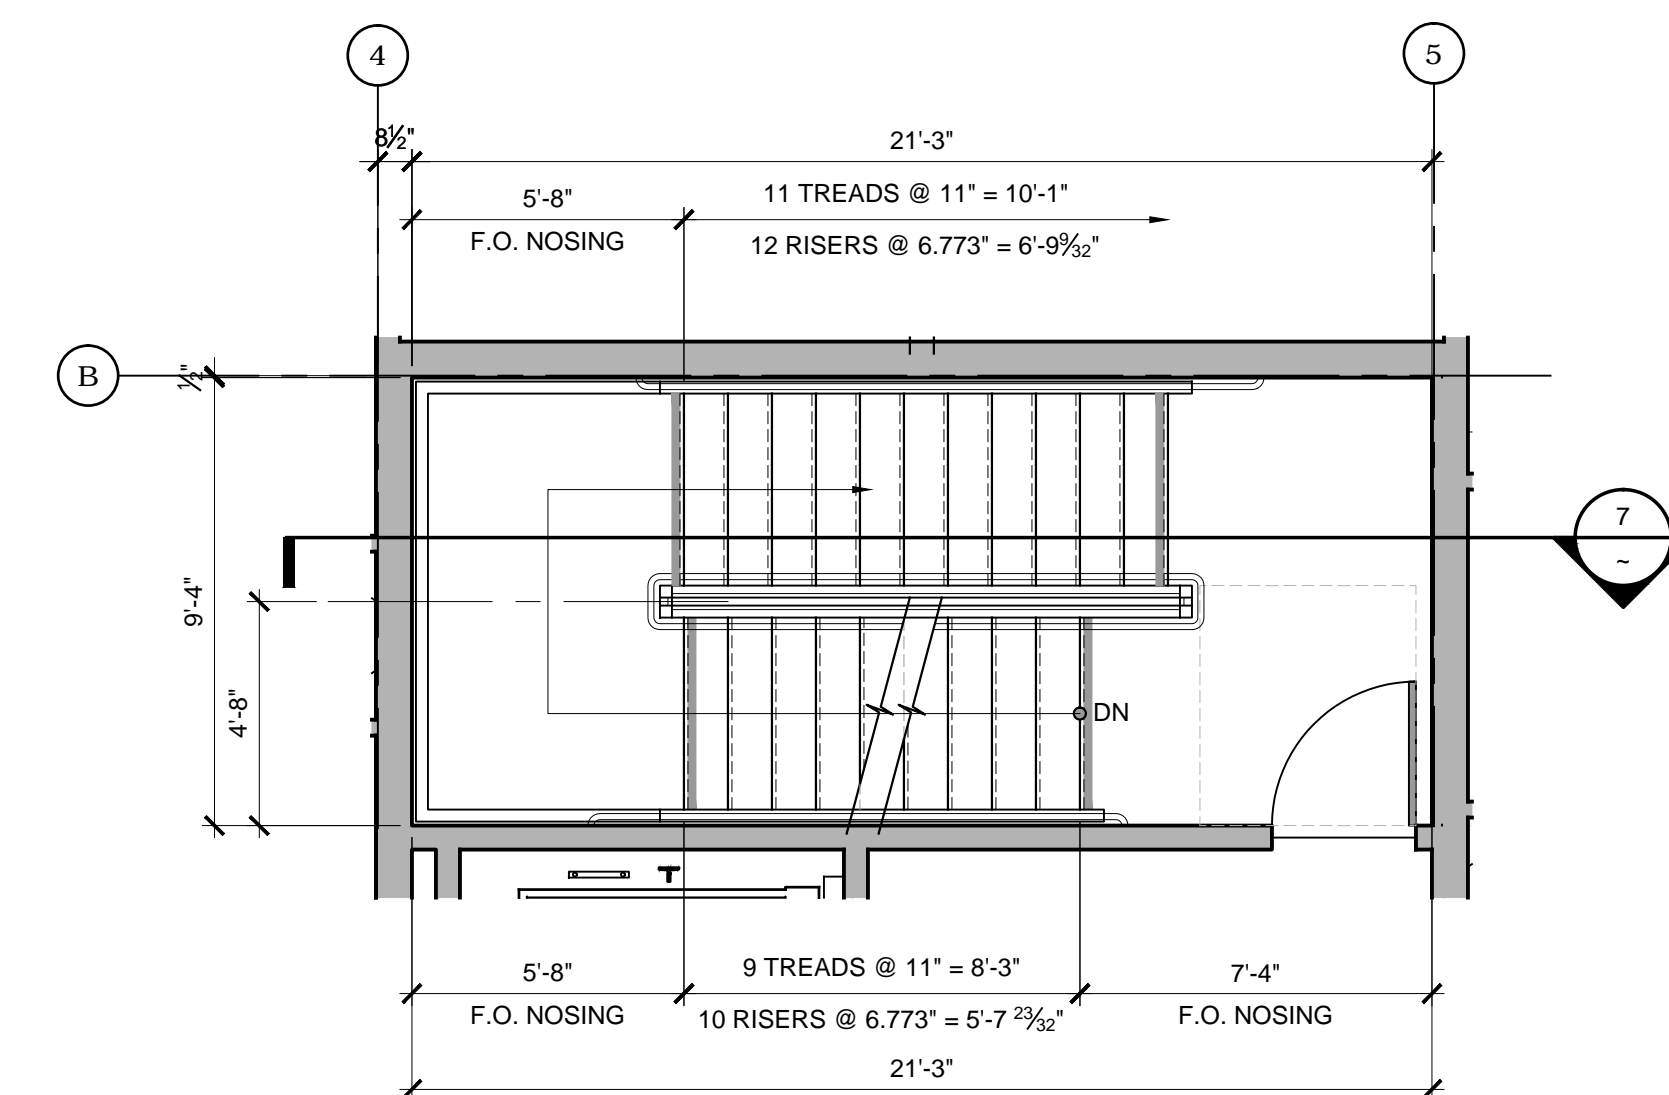 4
5
8½"
21'-3"
5'-8"
11 TREADS @ 11" = 10'-1"
F.O. NOSING
12 RISERS @ 6.773" = 6'-9 9⁄32"
B
½"
7
~
9'-4"
4'-8"
DN
5'-8"
9 TREADS @ 11" = 8'-3"
7'-4"
F.O. NOSING
10 RISERS @ 6.773" = 5'-7 23⁄32"
F.O. NOSING
21'-3"